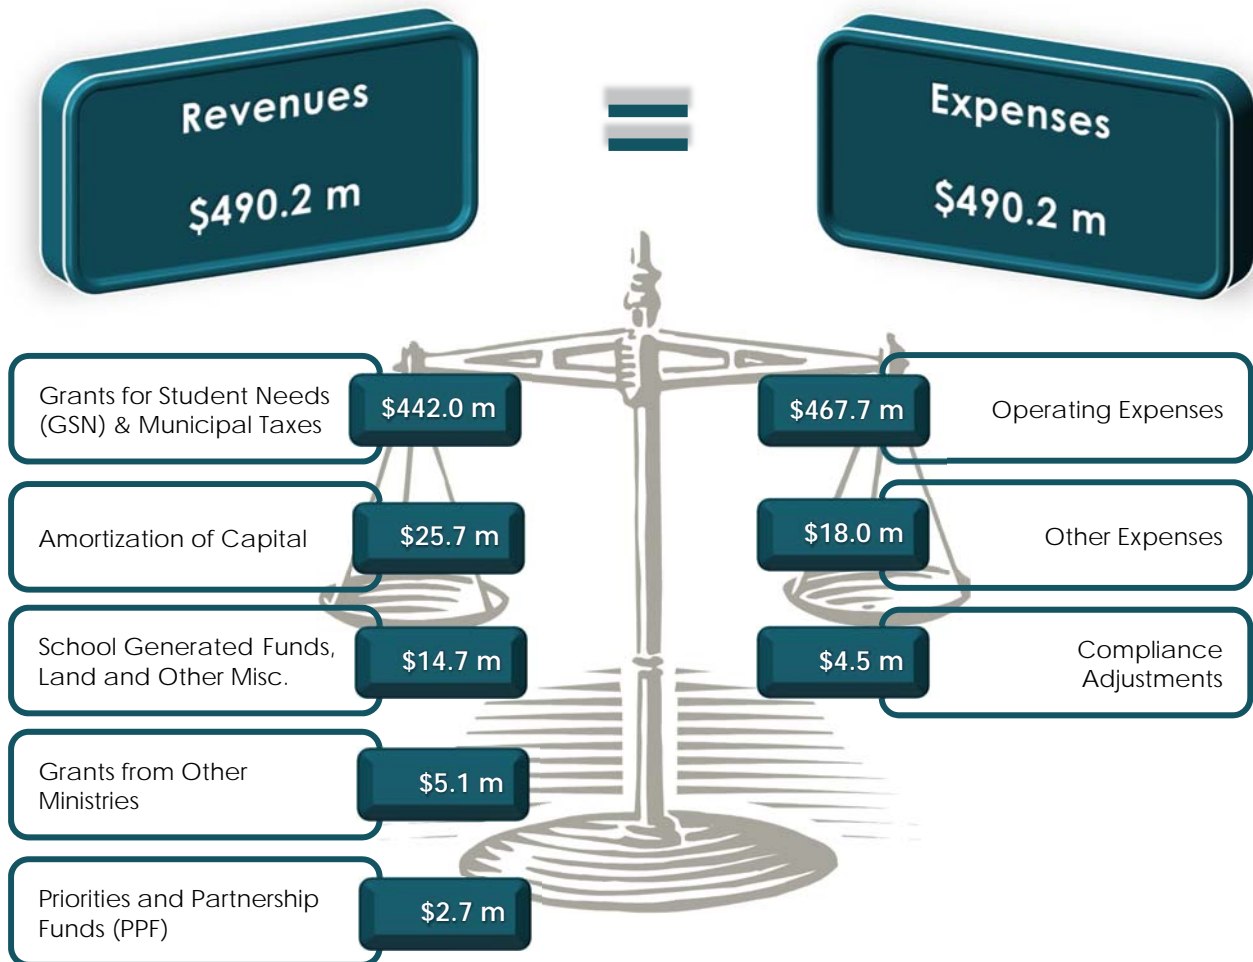 Revenues
$490.2 m
Expenses
$490.2 m
Grants for Student Needs
(GSN) & Municipal Taxes
$442.0 m
Amortization of Capital
$25.7 m
School Generated Funds,
Land and Other Misc.
$14.7 m
Grants from Other
Ministries
$5.1 m
Priorities and Partnership
Funds (PPF)
$2.7 m
$467.7 m
Operating Expenses
$18.0 m
Other Expenses
$4.5 m
Compliance
Adjustments